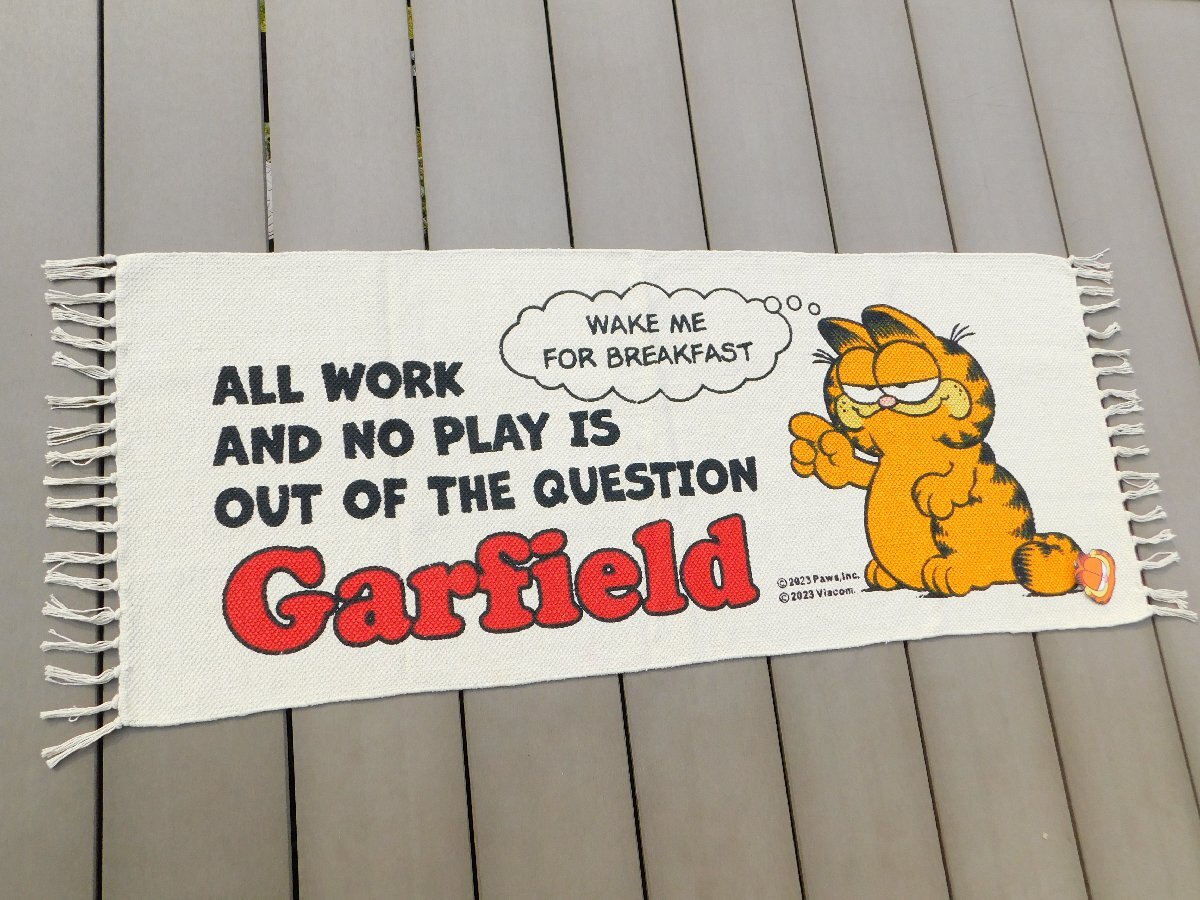 WAKE ME
FOR BREAKFAST
ALL WORK
AND NO PLAY IS
OUT OF THE QUESTION
Garfield
©2023 Paws, Inc.
©2023 Viacom.